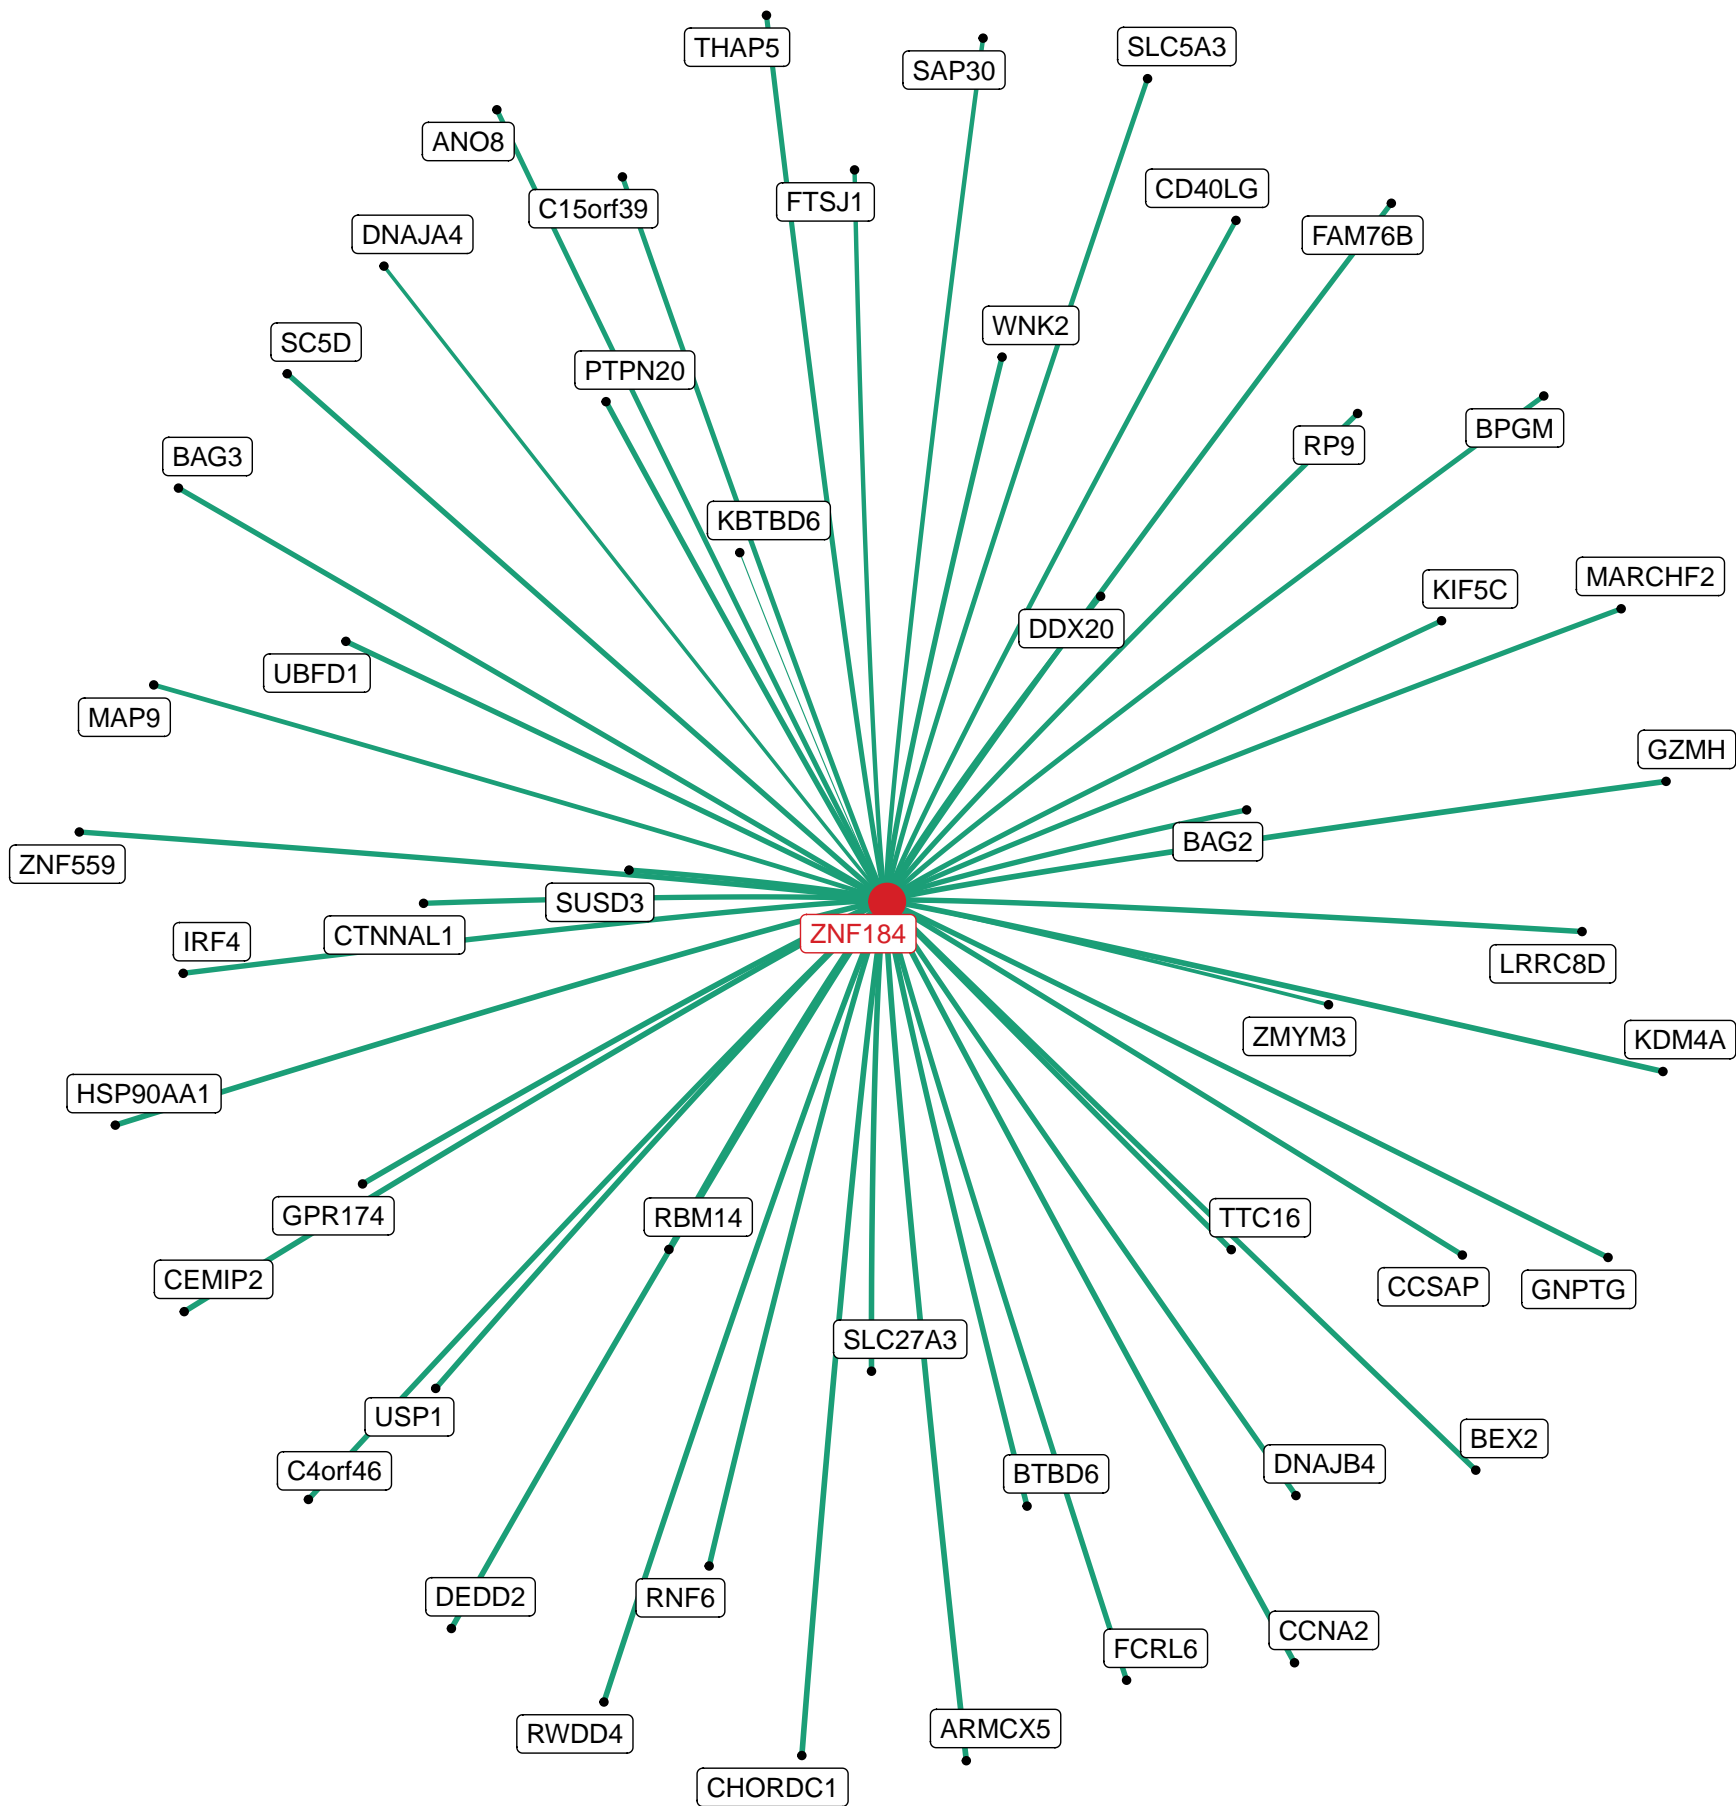 THAP5
SAP30
SLC5A3
ANO8
C15orf39
FTSJ1
CD40LG
DNAJA4
FAM76B
WNK2
SC5D
PTPN20
BPGM
RP9
BAG3
KBTBD6
MARCHF2
KIF5C
DDX20
UBFD1
MAP9
GZMH
BAG2
ZNF559
SUSD3
ZNF184
CTNNAL1
IRF4
LRRC8D
ZMYM3
KDM4A
HSP90AA1
GPR174
RBM14
TTC16
CEMIP2
CCSAP
GNPTG
SLC27A3
USP1
BEX2
C4orf46
BTBD6
DNAJB4
DEDD2
RNF6
CCNA2
FCRL6
RWDD4
ARMCX5
CHORDC1